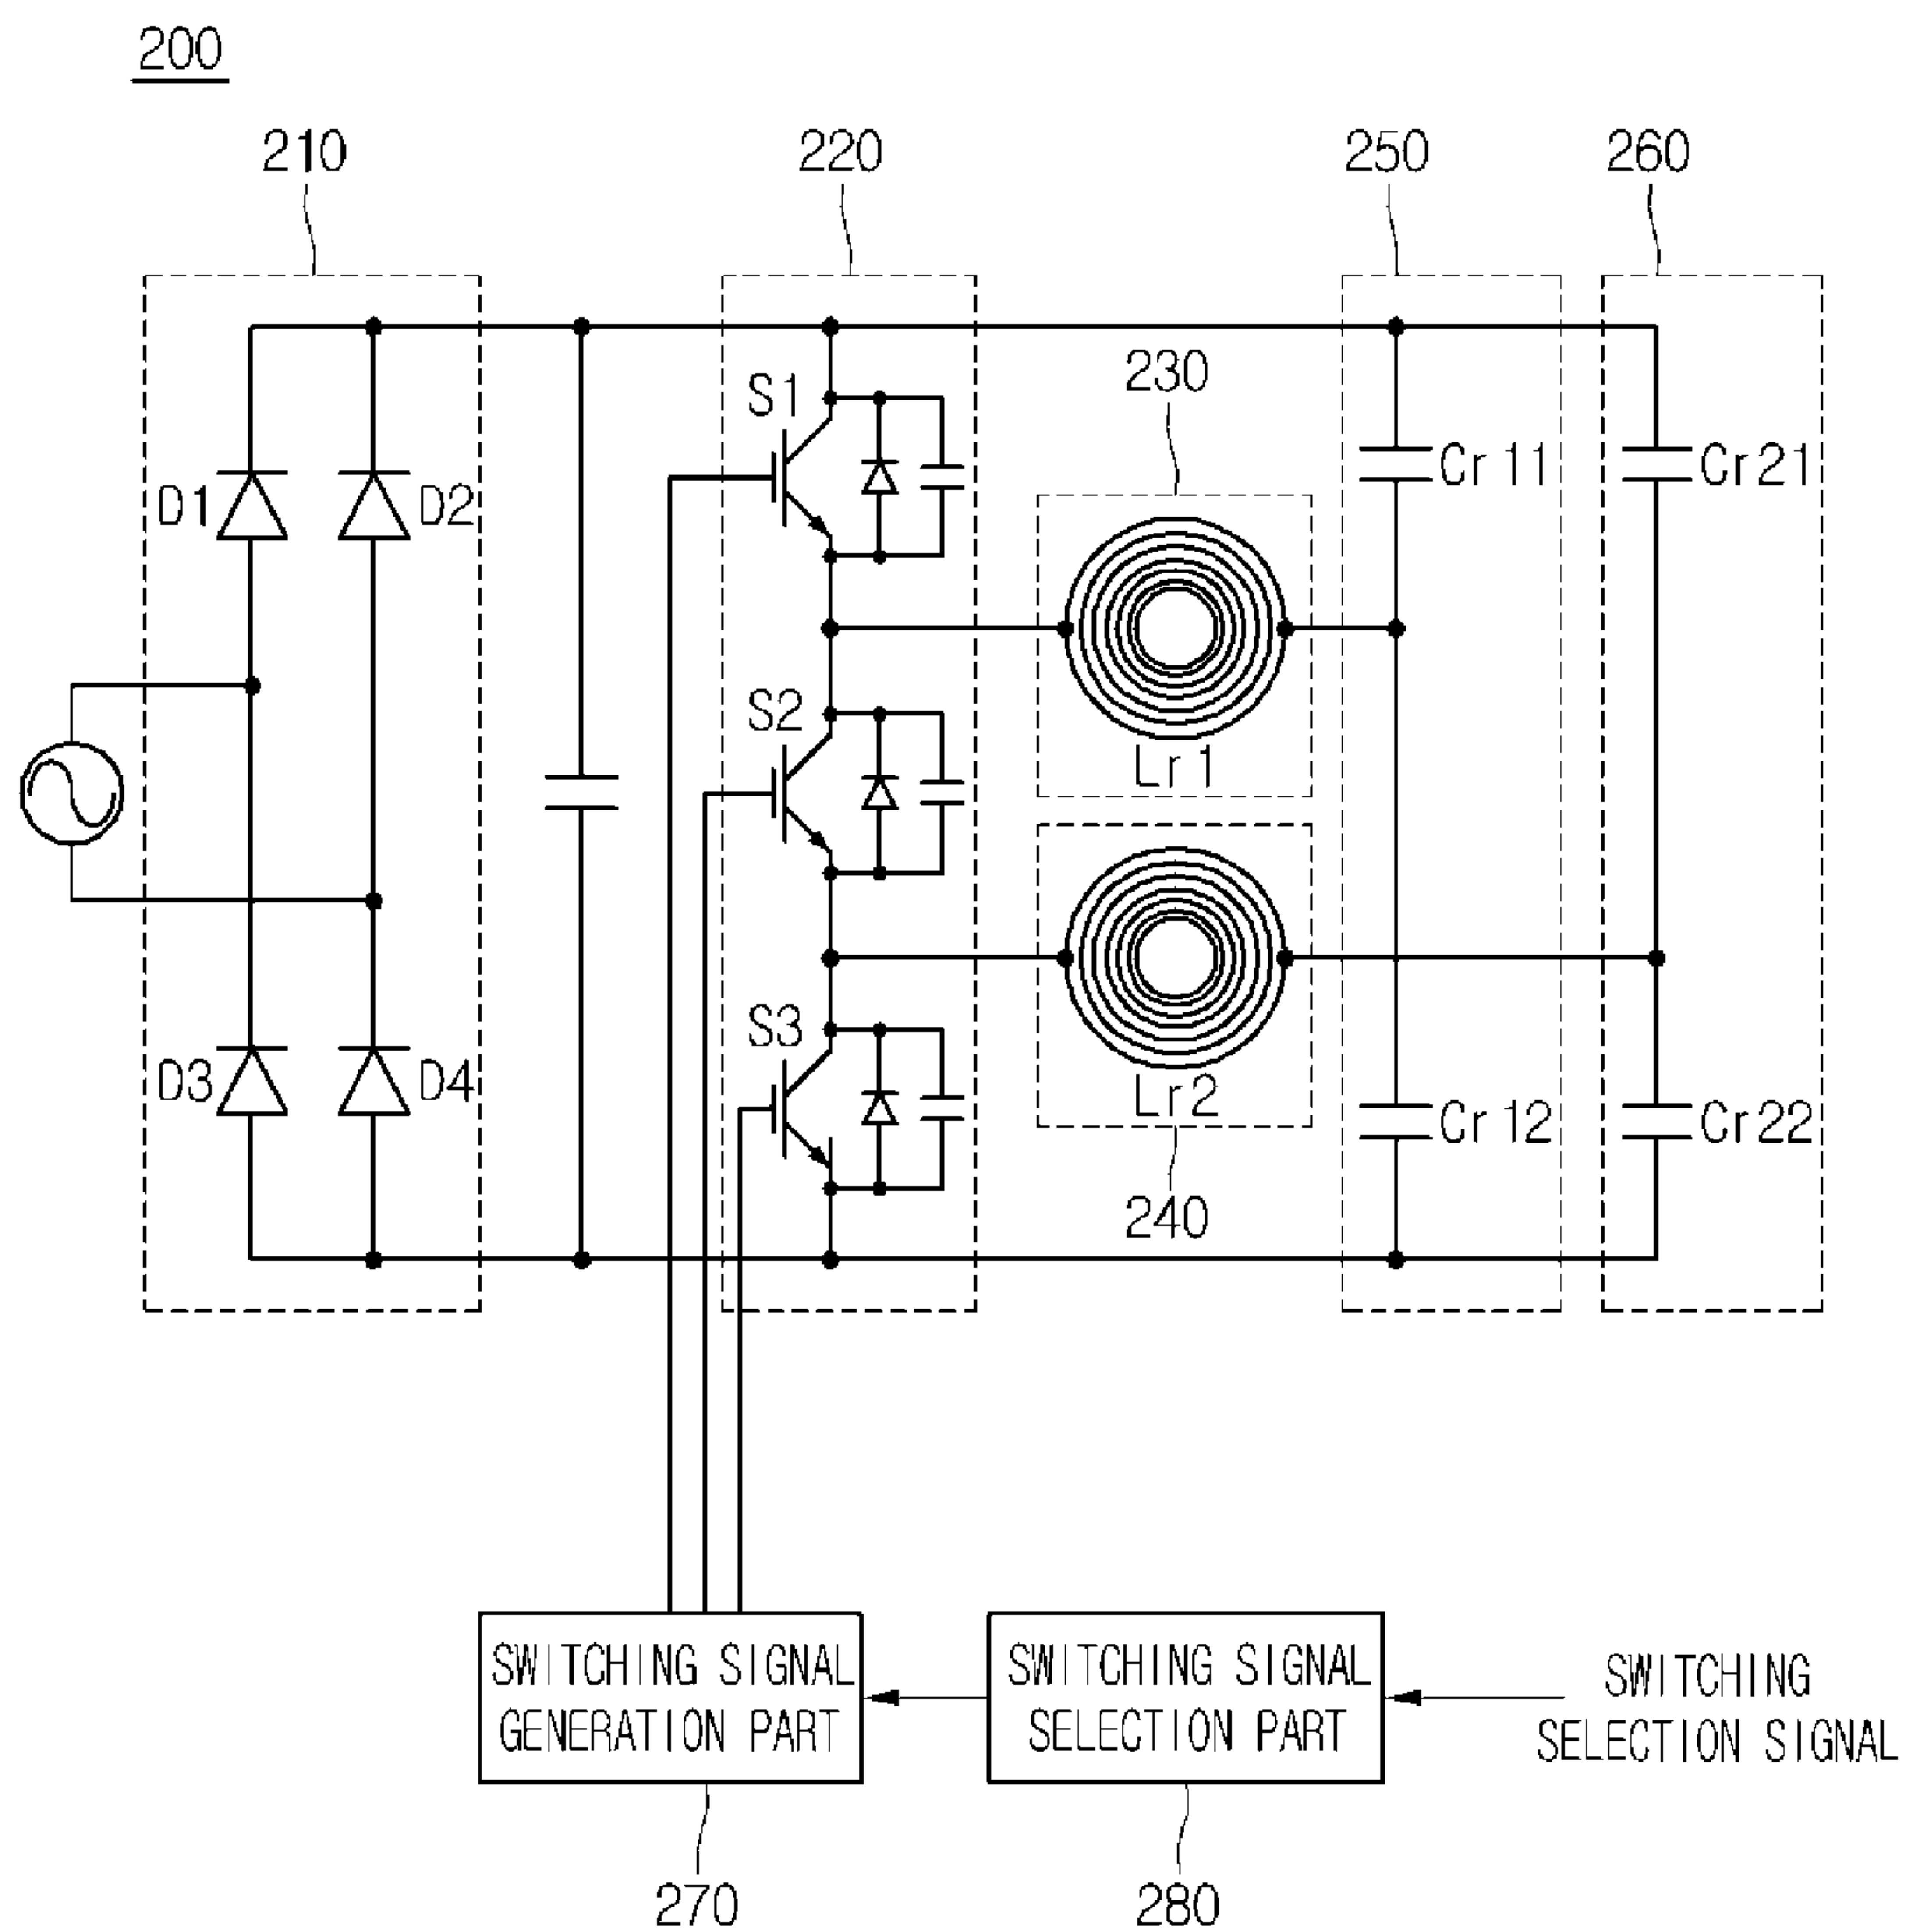 200
210
220
250
260
230
S1
D1
D2
Cr11
Cr21
S2
Lr1
S3
D3
D4
Lr2
Cr12
Cr22
240
SWITCHING SIGNAL
GENERATION PART
SWITCHING SIGNAL
SELECTION PART
SWITCHING
SELECTION SIGNAL
270
280